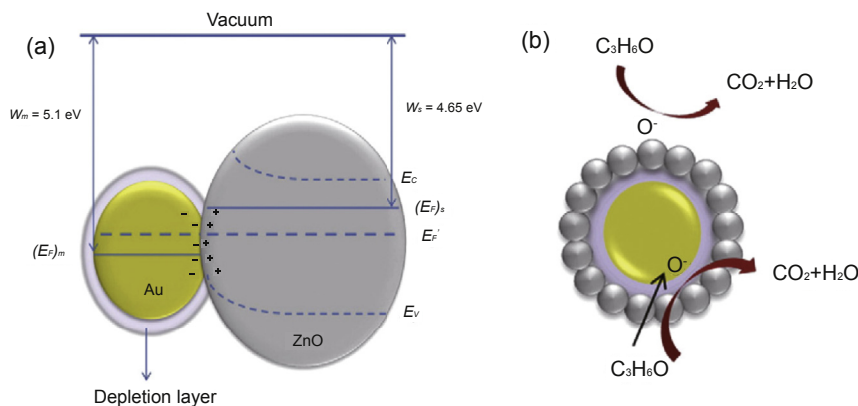 Vacuum
(a)
Wm = 5.1 eV
Ws = 4.65 eV
EC
(EF)s
EF'
(EF)m
Au
EV
ZnO
Depletion layer
(b)
C3H6O
CO2+H2O
O-
O-
CO2+H2O
C3H6O